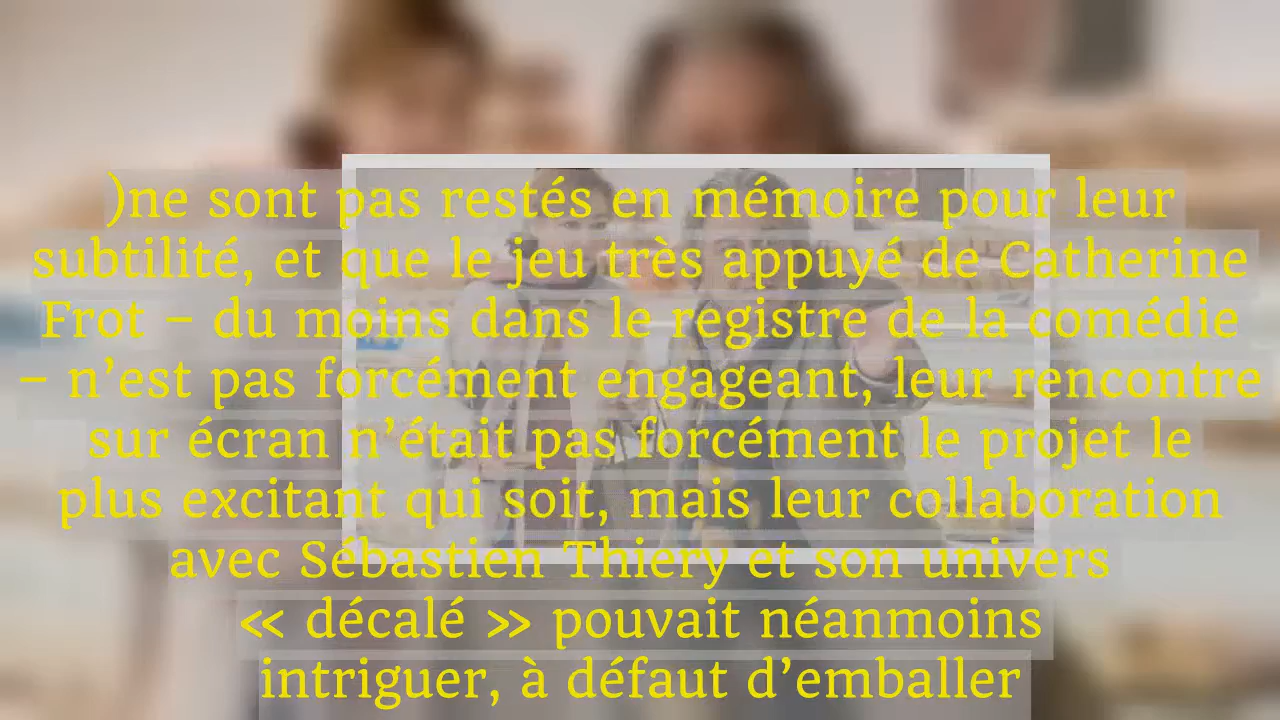 )ne sont pas restés en mémoire pour leur
subtilité, et que le jeu très appuyé de Catherine
Frot – du moins dans le registre de la comédie
– n’est pas forcément engageant, leur rencontre
sur écran n’était pas forcément le projet le
plus excitant qui soit, mais leur collaboration
avec Sébastien Thiery et son univers
« décalé » pouvait néanmoins
intriguer, à défaut d’emballer